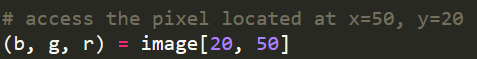 # access the pixel located at x=50, y=20
(b, g, r) = image[20, 50]